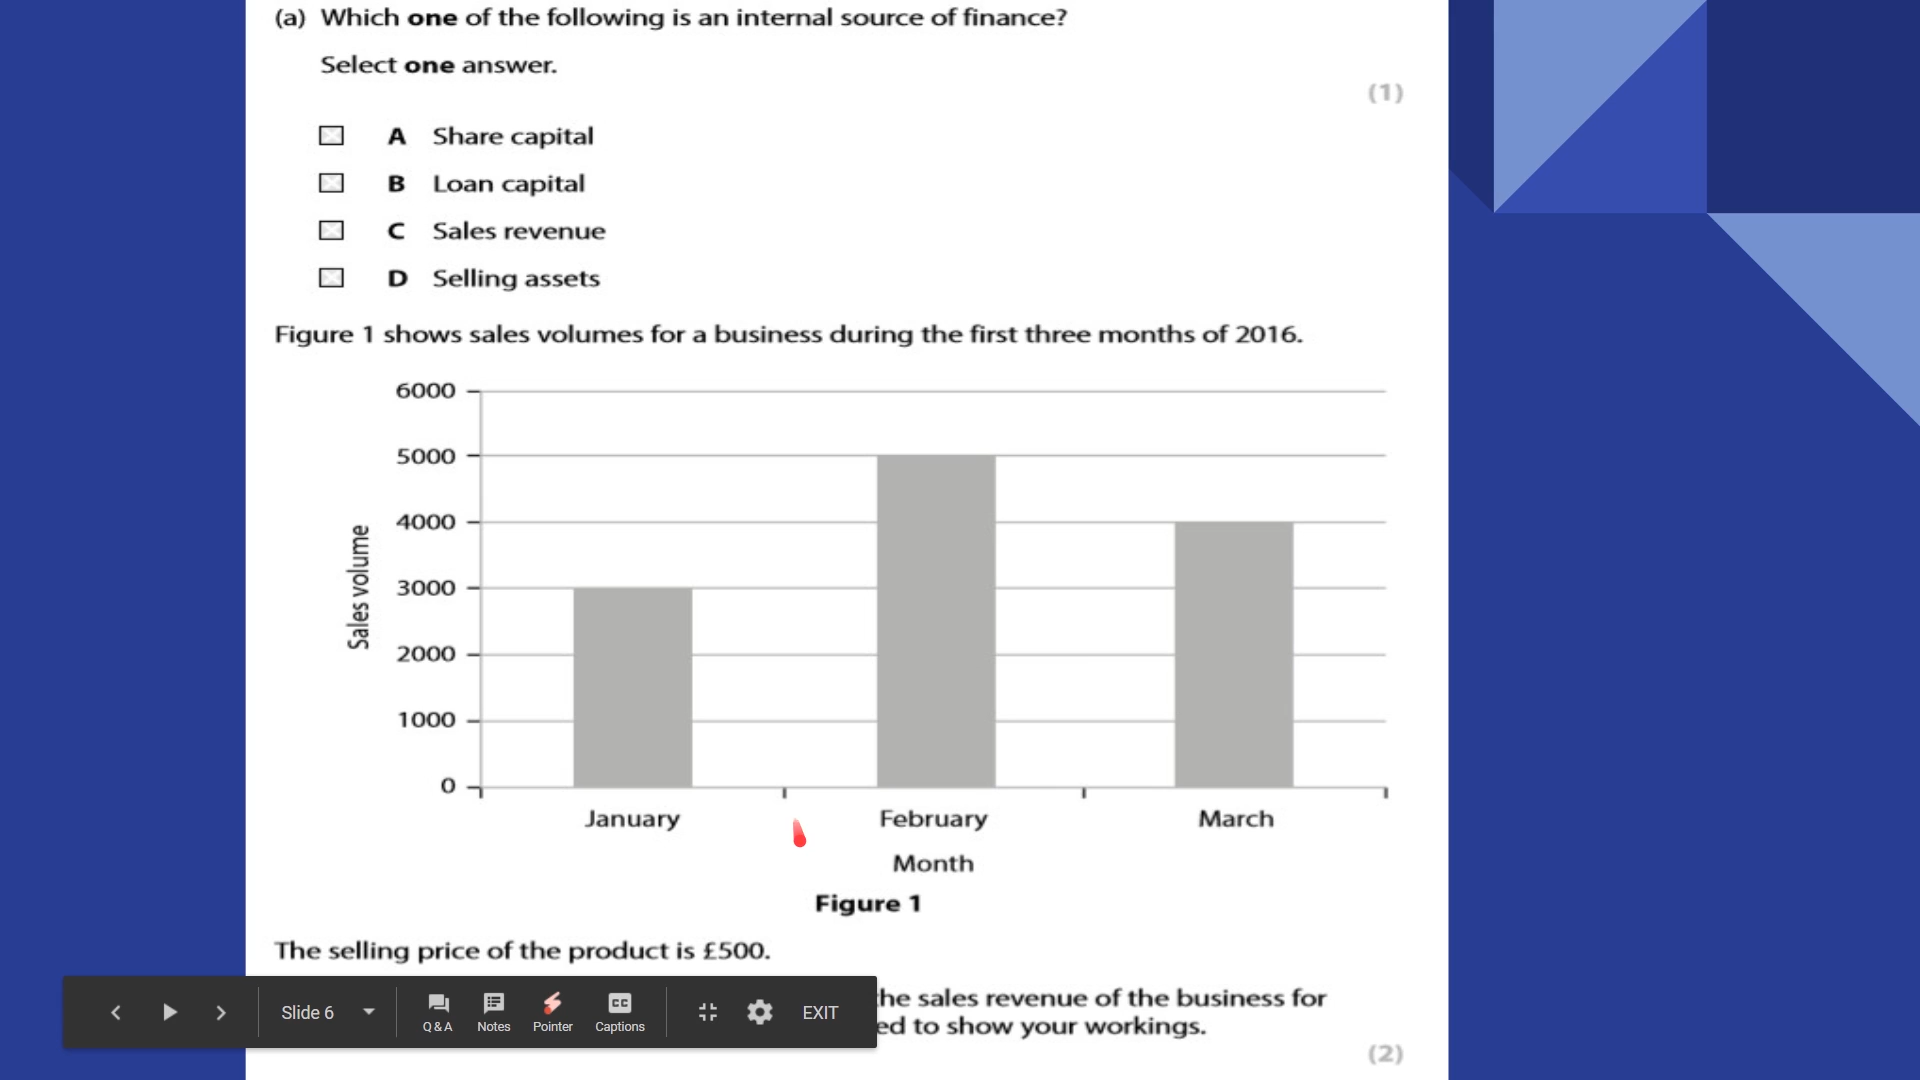 (a) Which one of the following is an internal source of finance?
Select one answer.
(1)
A Share capital
B Loan capital
C Sales revenue
D Selling assets
Figure 1 shows sales volumes for a business during the first three months of 2016.
6000
5000
4000
3000
2000
1000
0
Sales volume
January February March
Month
Figure 1
The selling price of the product is £500.
he sales revenue of the business for
ed to show your workings.
(2)
Slide 6
Q & A Notes Pointer CC Captions EXIT